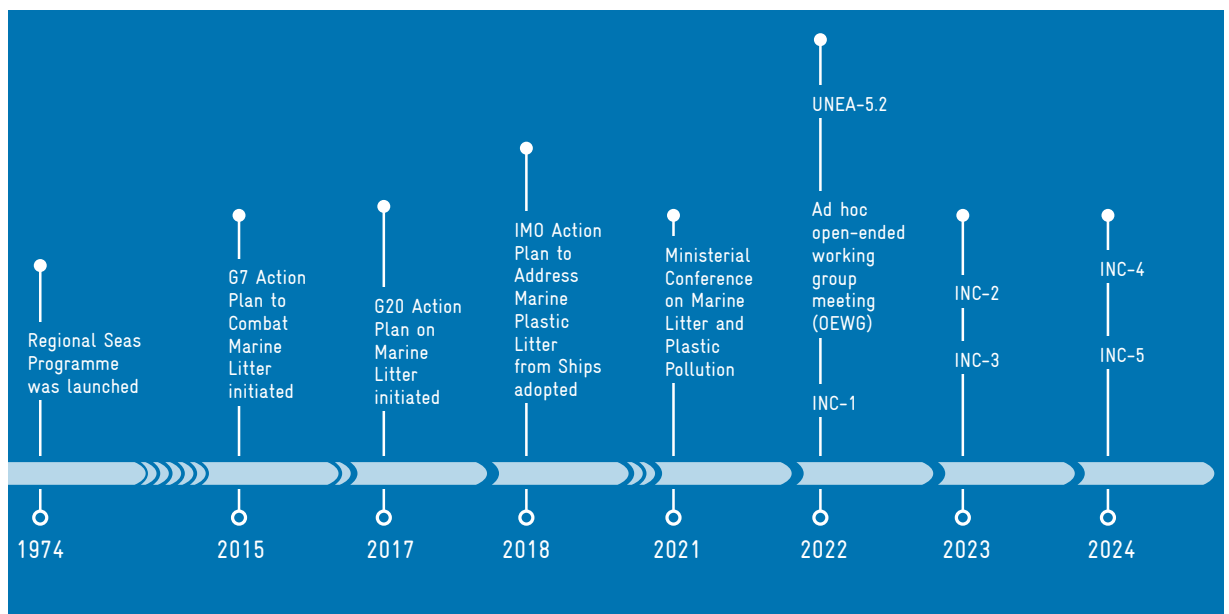 Regional Seas
Programme
was launched
1974
G7 Action
Plan to
Combat
Marine
Litter
initiated
2015
G20 Action
Plan on
Marine
Litter
initiated
2017
IMO Action
Plan to
Address
Marine
Plastic
Litter
from Ships
adopted
2018
Ministerial
Conference
on Marine
Litter and
Plastic
Pollution
2021
UNEA-5.2
Ad hoc
open-ended
working
group
meeting
(OEWG)
INC-1
2022
INC-2
INC-3
2023
INC-4
INC-5
2024